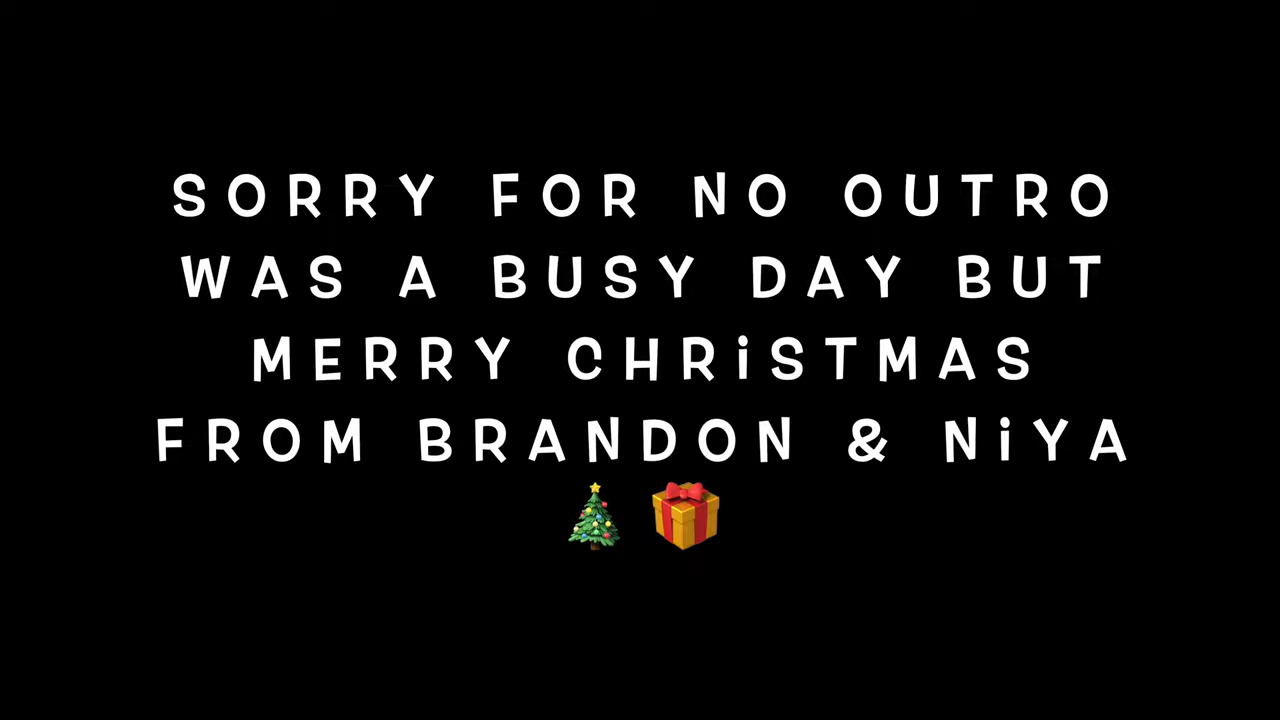 SORRY FOR NO OUTRO
WAS A BUSY DAY BUT
MERRY CHRiSTMAS
FROM BRANDON & NiYA
🎄 🎁